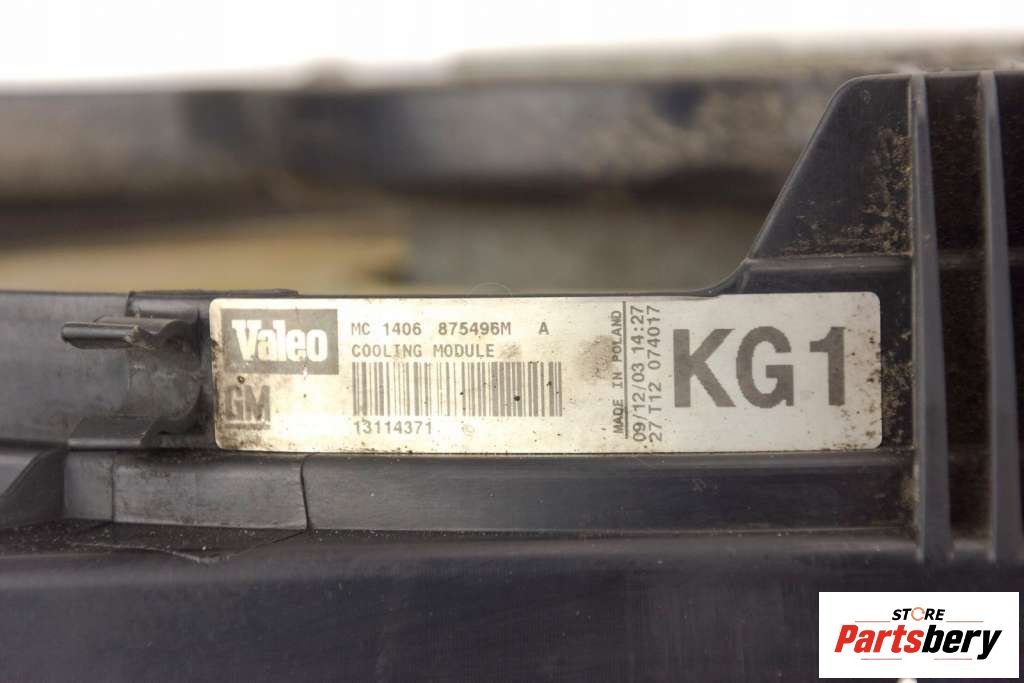 Valeo
GM
MC 1406 875496M A
COOLING MODULE
13114371
MADE IN POLAND
09/12/03 14:27
27 T12 074017
KG1
STORE
Partsbery